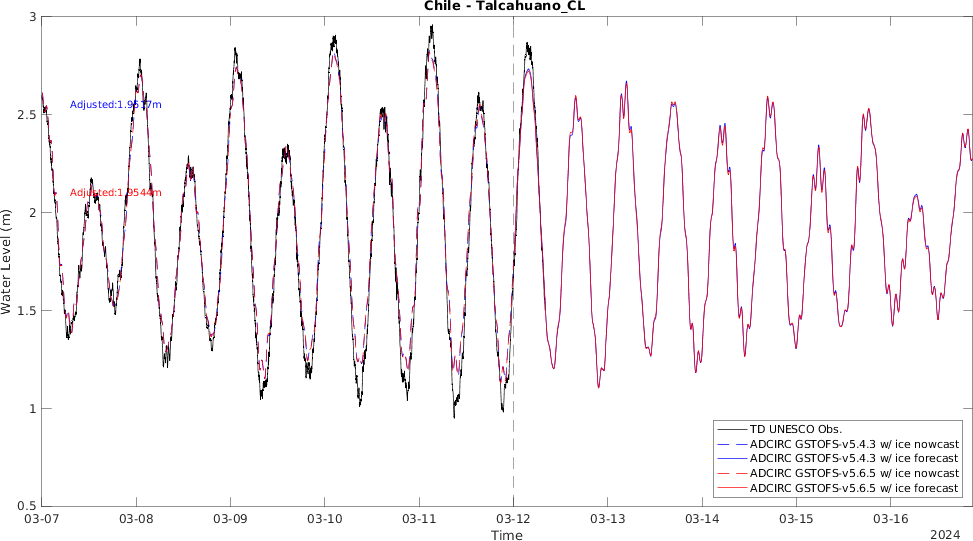 Chile - Talcahuano_CL
3
2.5
2
1.5
1
0.5
Water Level (m)
Adjusted:1.9517m
Adjusted:1.9544m
TD UNESCO Obs.
ADCIRC GSTOFS-v5.4.3 w/ ice nowcast
ADCIRC GSTOFS-v5.4.3 w/ ice forecast
ADCIRC GSTOFS-v5.6.5 w/ ice nowcast
ADCIRC GSTOFS-v5.6.5 w/ ice forecast
03-07 03-08 03-09 03-10 03-11 03-12 03-13 03-14 03-15 03-16
Time
2024